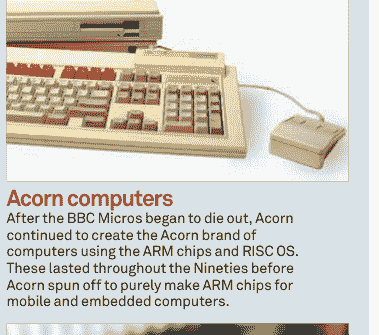 Acorn computers
After the BBC Micros began to die out, Acorn
continued to create the Acorn brand of
computers using the ARM chips and RISC OS.
These lasted throughout the Nineties before
Acorn spun off to purely make ARM chips for
mobile and embedded computers.